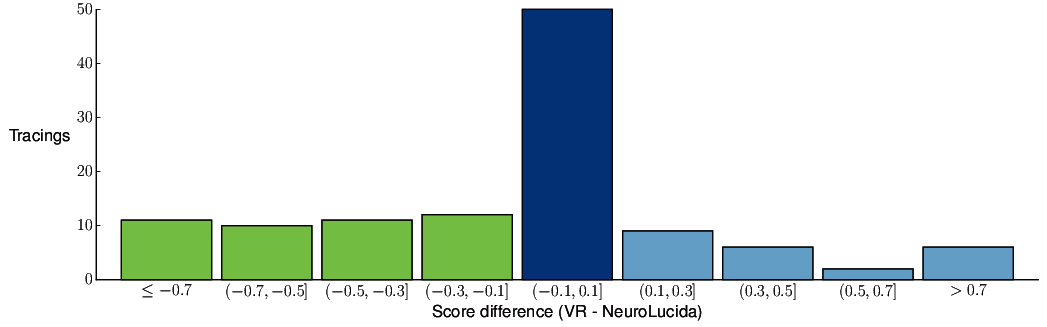 50
40
30
Tracings
20
10
0
≤ −0.7 (−0.7, −0.5] (−0.5, −0.3] (−0.3, −0.1] (−0.1, 0.1] (0.1, 0.3] (0.3, 0.5] (0.5, 0.7] > 0.7
Score difference (VR - NeuroLucida)